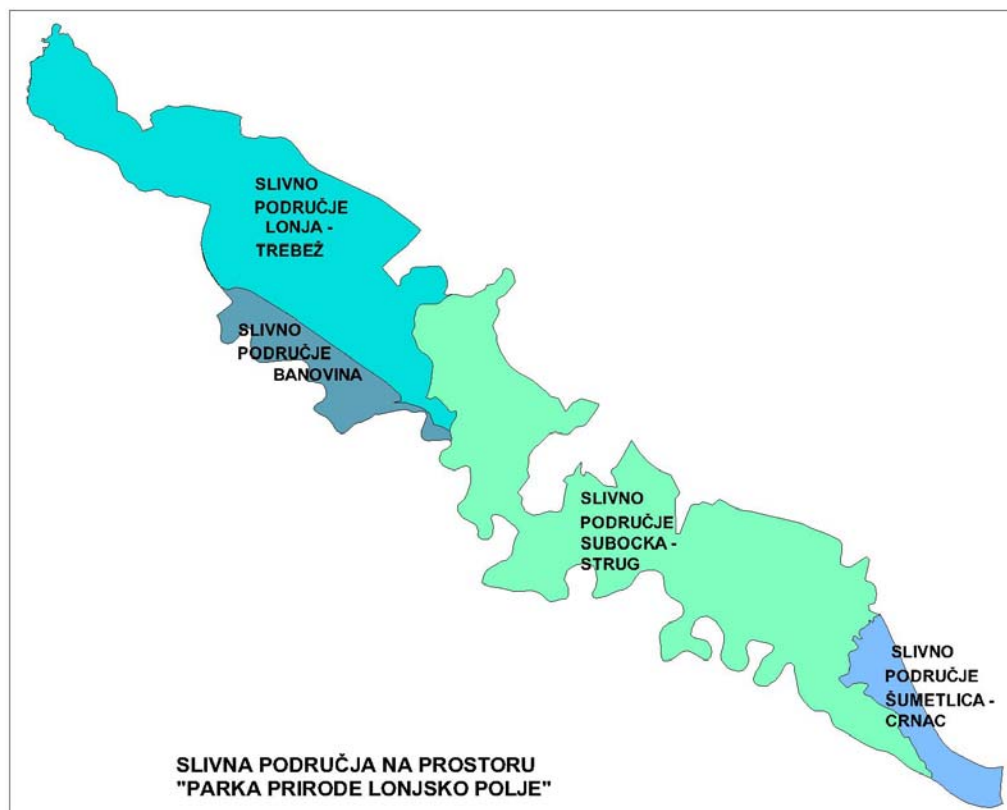 SLIVNO
PODRUČJE
LONJA -
TREBEŽ
SLIVNO
PODRUČJE
BANOVINA
SLIVNO
PODRUČJE
SUBOCKA -
STRUG
SLIVNO
PODRUČJE
ŠUMETLICA -
CRNAC
SLIVNA PODRUČJA NA PROSTORU
"PARKA PRIRODE LONJSKO POLJE"